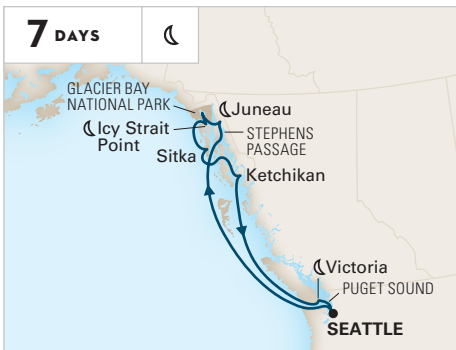 7 DAYS
GLACIER BAY
NATIONAL PARK
Juneau
Icy Strait
Point
STEPHENS
PASSAGE
Sitka
Ketchikan
Victoria
PUGET SOUND
SEATTLE